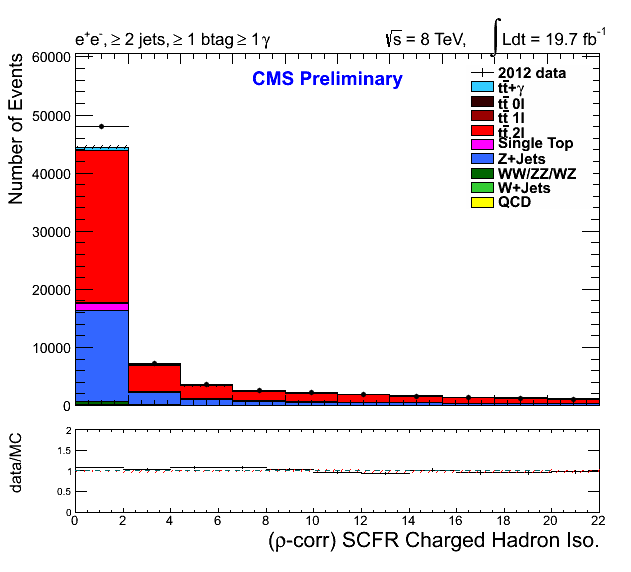 e⁺e⁻, ≥ 2 jets, ≥ 1 btag ≥ 1γ
√s = 8 TeV, ∫ Ldt = 19.7 fb⁻¹
CMS Preliminary
2012 data
tt̄+γ
tt̄ 0l
tt̄ 1l
tt̄ 2l
Single Top
Z+Jets
WW/ZZ/WZ
W+Jets
QCD
Number of Events
60000
50000
40000
30000
20000
10000
0
data/MC
2
1.5
1
0.5
0
0 2 4 6 8 10 12 14 16 18 20 22
(ρ-corr) SCFR Charged Hadron Iso.